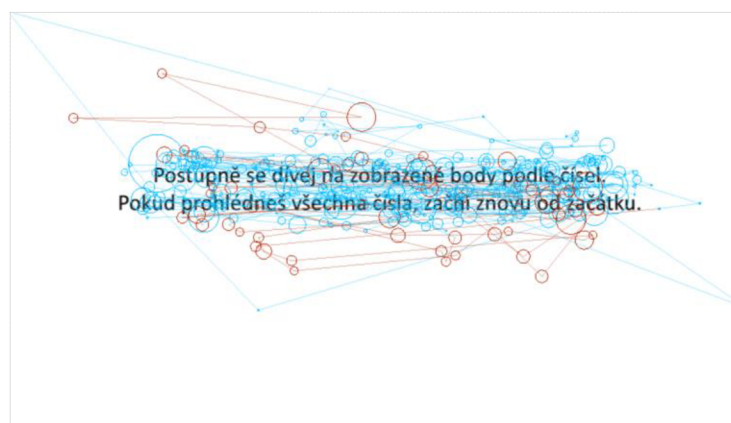 Postupně se dívej na zobrazené body podle čísel.
Pokud prohlédneš všechna čísla, začni znovu od začátku.